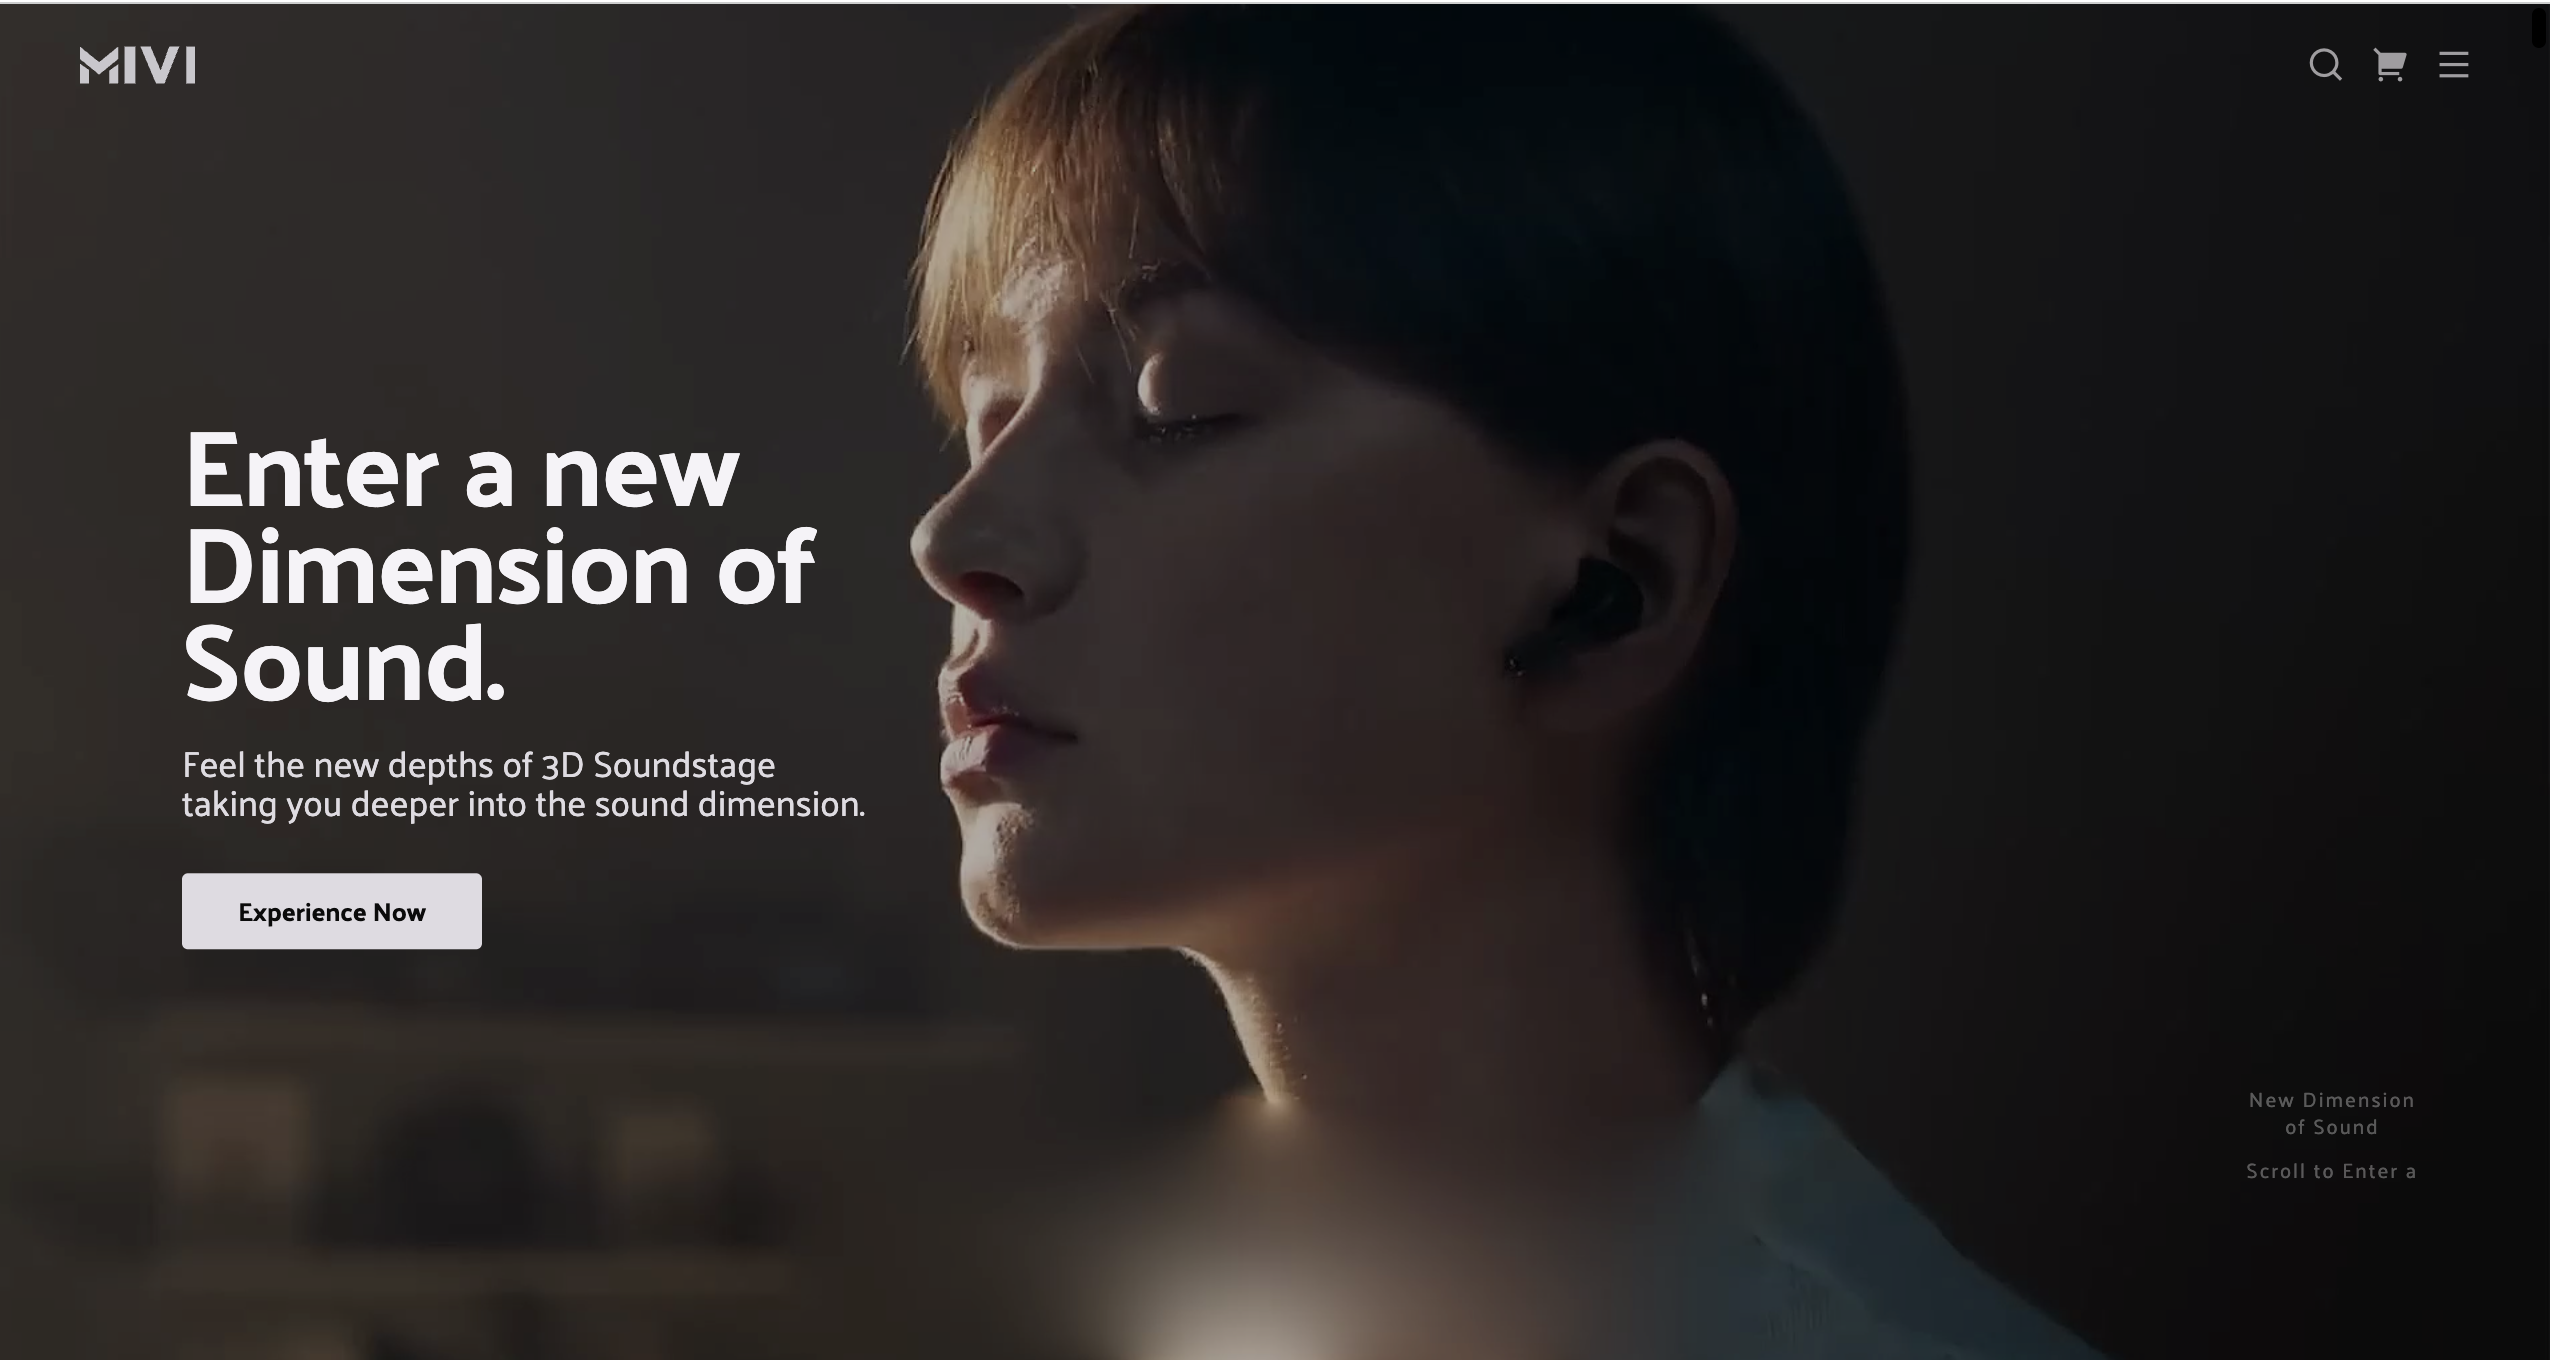 MIVI
Enter a new
Dimension of
Sound.
Feel the new depths of 3D Soundstage
taking you deeper into the sound dimension.
Experience Now
New Dimension
of Sound
Scroll to Enter a